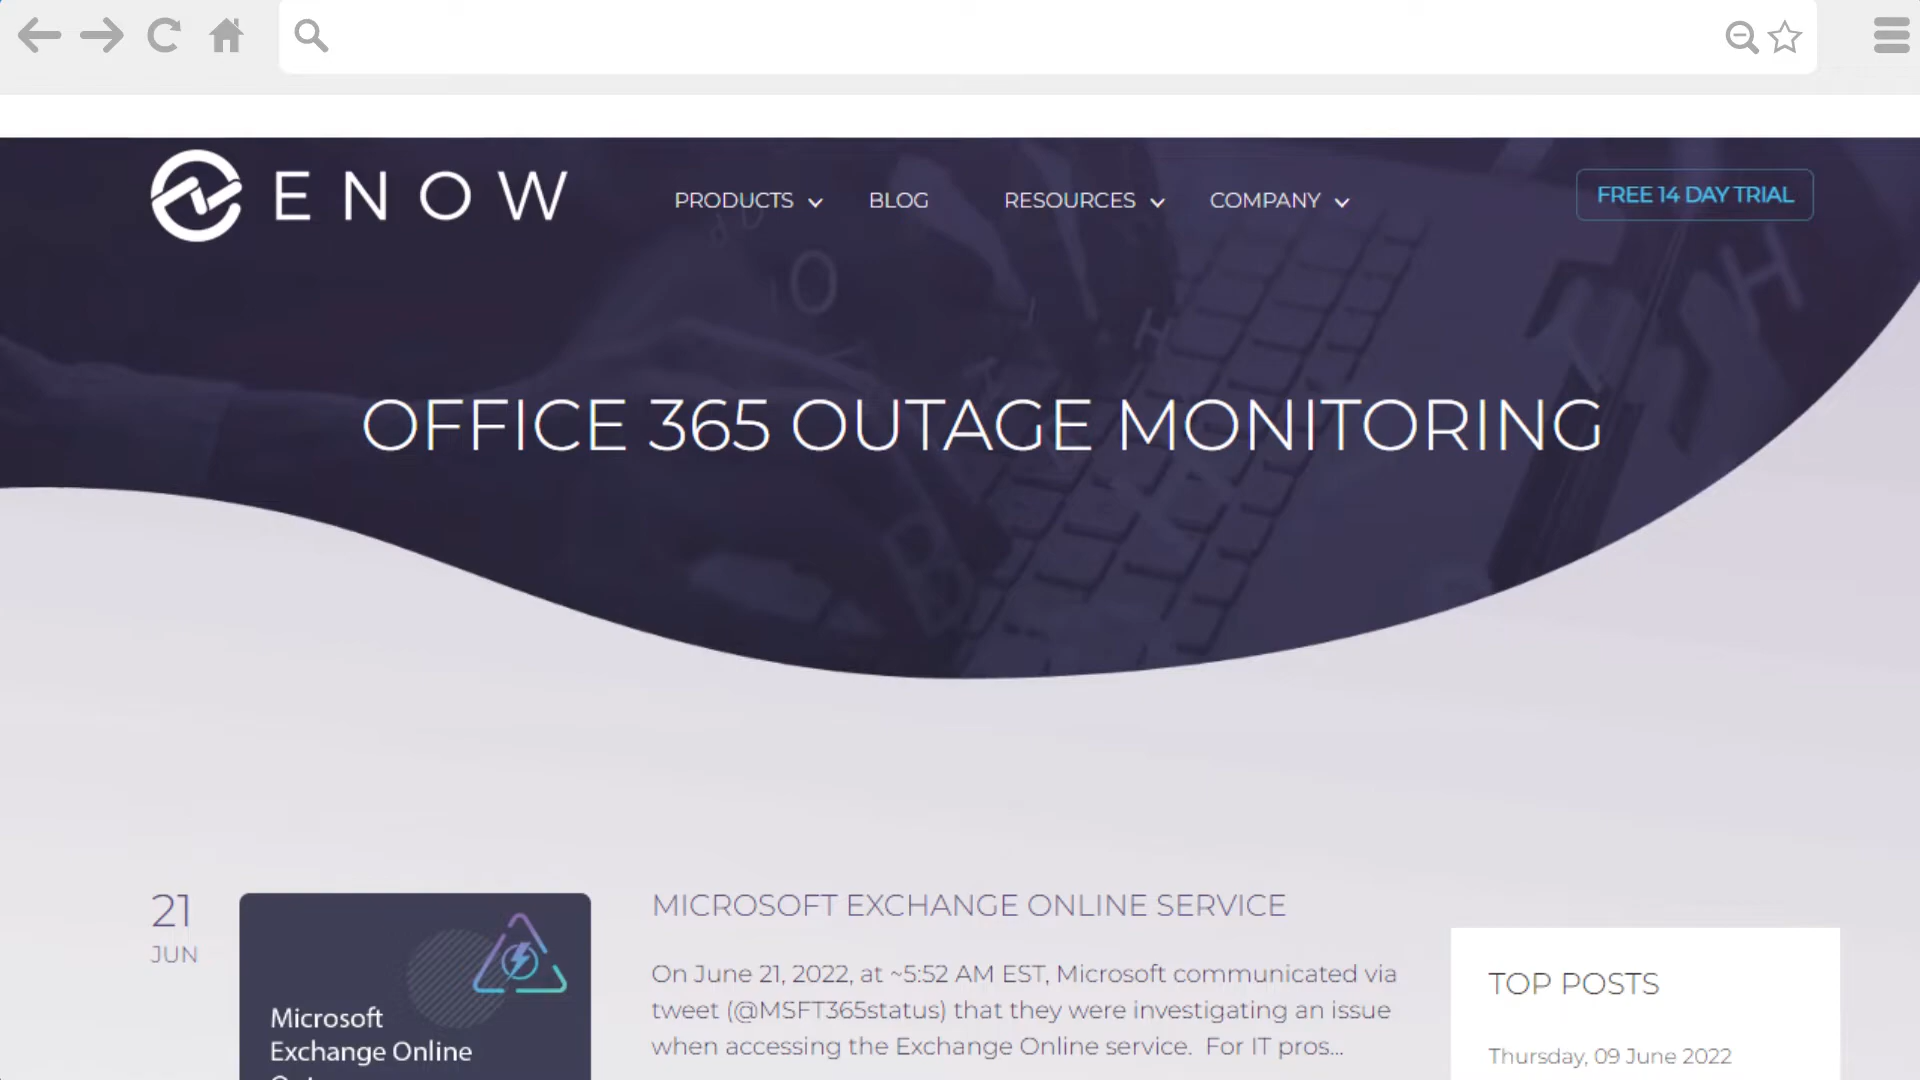 ENOW
PRODUCTS
BLOG
RESOURCES
COMPANY
FREE 14 DAY TRIAL
OFFICE 365 OUTAGE MONITORING
21
JUN
Microsoft
Exchange Online
MICROSOFT EXCHANGE ONLINE SERVICE
On June 21, 2022, at ~5:52 AM EST, Microsoft communicated via
tweet (@MSFT365status) that they were investigating an issue
when accessing the Exchange Online service. For IT pros...
TOP POSTS
Thursday, 09 June 2022